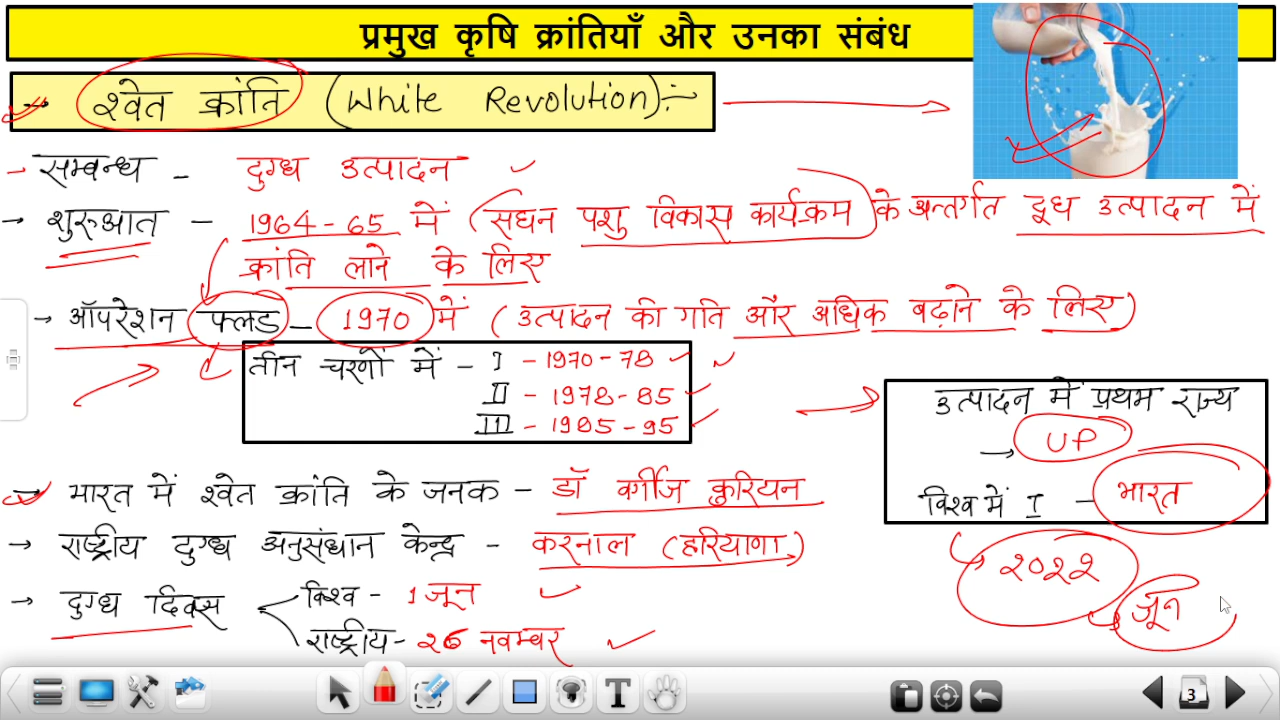 प्रमुख कृषि क्रांतियाँ और उनका संबंध
→ श्वेत क्रांति (White Revolution):-
- सम्बन्ध - दुग्ध उत्पादन
→ शुरुआत - 1964-65 में (सघन पशु विकास कार्यक्रम) के अन्तर्गत दूध उत्पादन में
क्रांति लाने के लिए
→ ऑपरेशन फ्लड - 1970 में (उत्पादन की गति और अधिक बढ़ाने के लिए)
तीन चरणों में - I - 1970-78
II - 1978-85
III - 1985-95
उत्पादन में प्रथम राज्य
→ UP
विश्व में I - भारत
→ भारत में श्वेत क्रांति के जनक - डॉ वर्गीज कुरियन
→ राष्ट्रीय दुग्ध अनुसंधान केन्द्र - करनाल (हरियाणा)
२०२२
जून
→ दुग्ध दिवस
विश्व - 1 जून
राष्ट्रीय - 26 नवम्बर
3